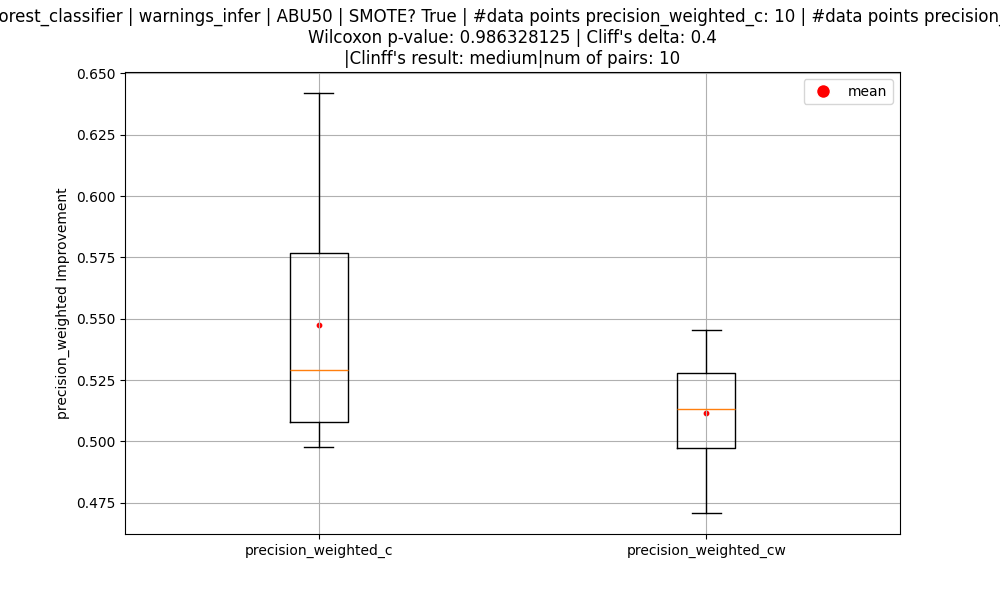 orest_classifier | warnings_infer | ABU50 | SMOTE? True | #data points precision_weighted_c: 10 | #data points precision_
Wilcoxon p-value: 0.986328125 | Cliff's delta: 0.4
|Clinff's result: medium|num of pairs: 10
mean
0.650
0.625
0.600
0.575
0.550
0.525
0.500
0.475
precision_weighted Improvement
precision_weighted_c
precision_weighted_cw